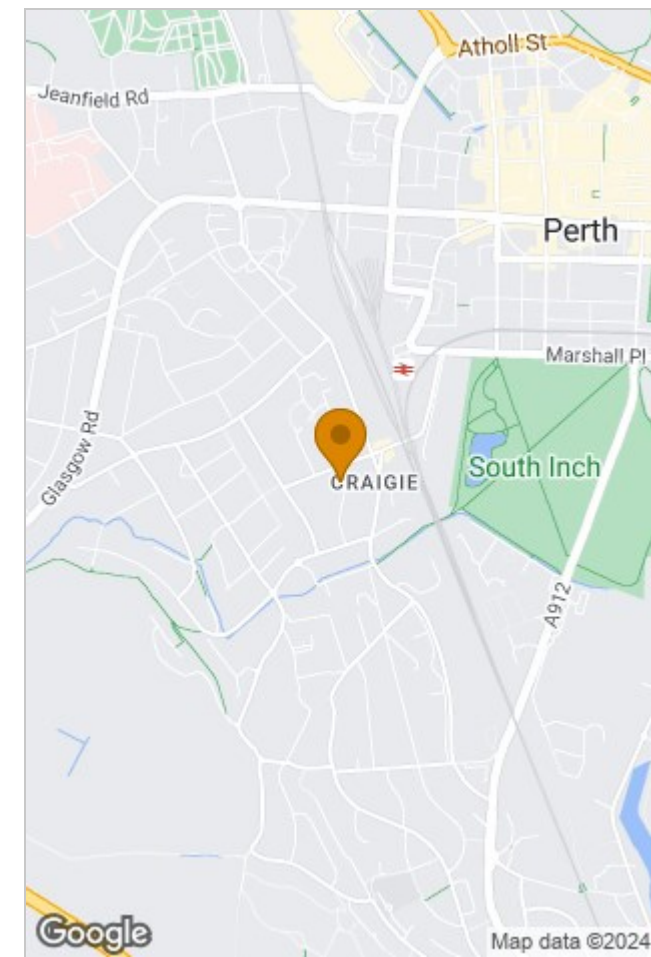 Atholl St
Jeanfield Rd
Perth
Marshall Pl
Glasgow Rd
South Inch
CRAIGIE
A912
Google
Map data ©2024